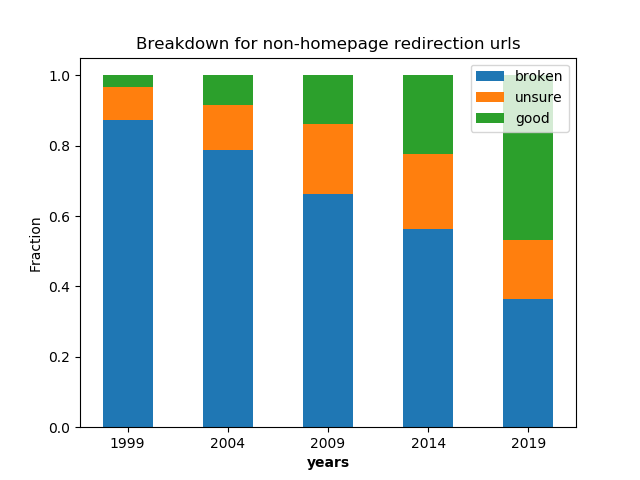 Breakdown for non-homepage redirection urls
1.0
0.8
0.6
0.4
0.2
0.0
Fraction
broken
unsure
good
1999 2004 2009 2014 2019
years